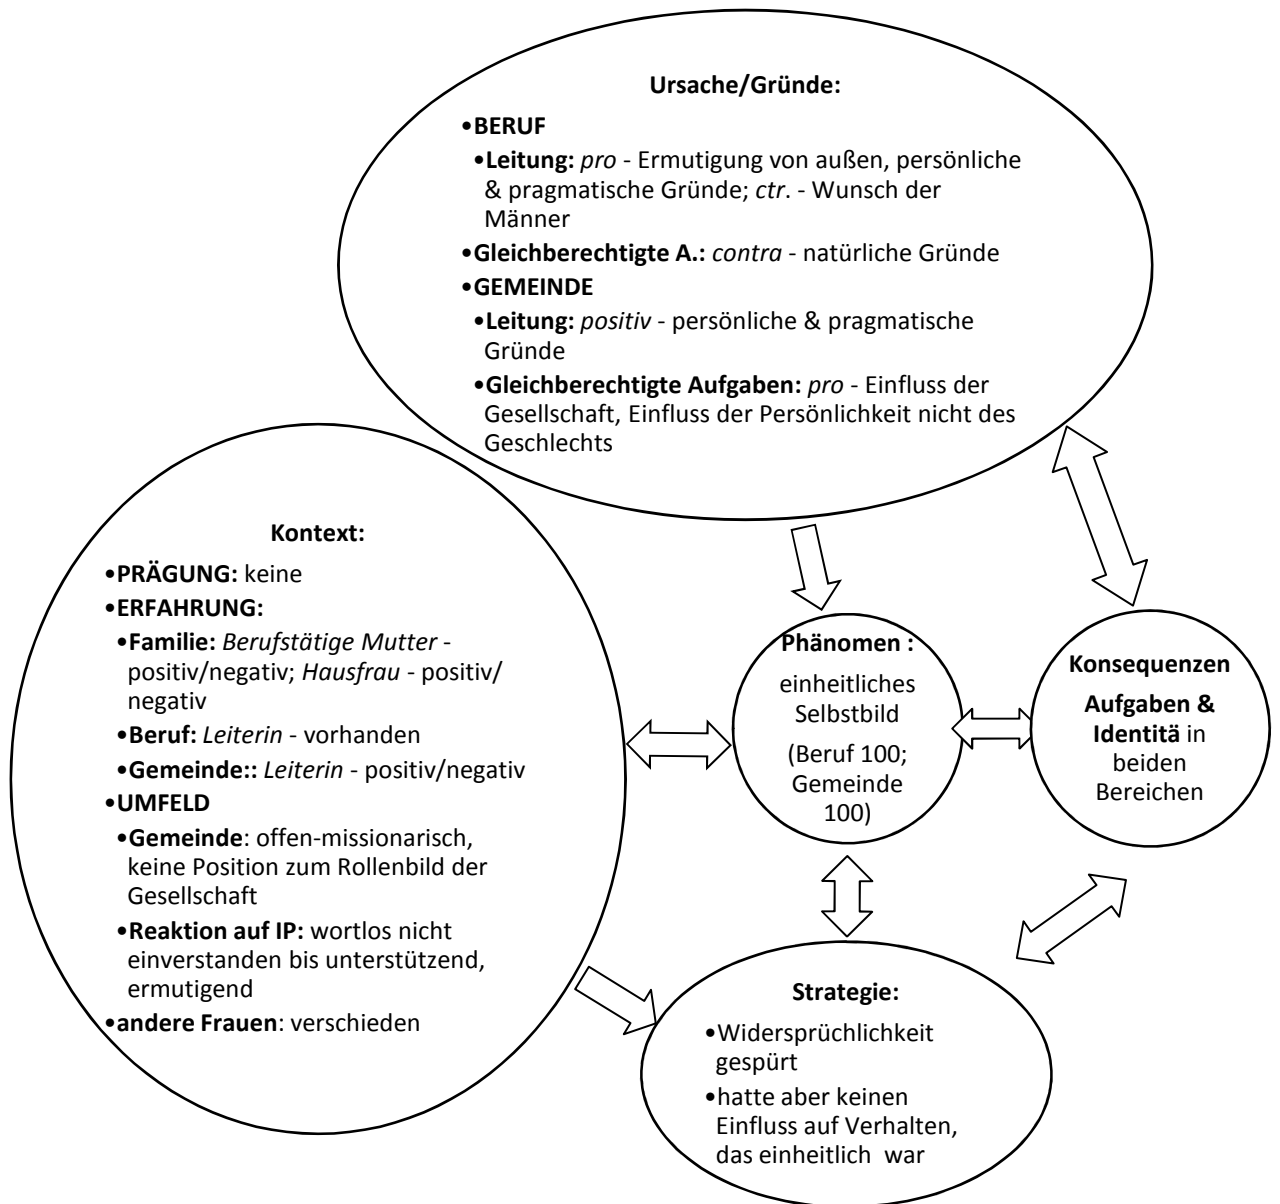 Ursache/Gründe:
•BERUF
•Leitung: pro - Ermutigung von außen, persönliche
& pragmatische Gründe; ctr. - Wunsch der
Männer
•Gleichberechtigte A.: contra - natürliche Gründe
•GEMEINDE
•Leitung: positiv - persönliche & pragmatische
Gründe
•Gleichberechtigte Aufgaben: pro - Einfluss der
Gesellschaft, Einfluss der Persönlichkeit nicht des
Geschlechts
Kontext:
•PRÄGUNG: keine
•ERFAHRUNG:
•Familie: Berufstätige Mutter -
positiv/negativ; Hausfrau - positiv/
negativ
•Beruf: Leiterin - vorhanden
•Gemeinde:: Leiterin - positiv/negativ
•UMFELD
•Gemeinde: offen-missionarisch,
keine Position zum Rollenbild der
Gesellschaft
•Reaktion auf IP: wortlos nicht
einverstanden bis unterstützend,
ermutigend
•andere Frauen: verschieden
Phänomen :
einheitliches
Selbstbild
(Beruf 100;
Gemeinde
100)
Konsequenzen
Aufgaben &
Identitä in
beiden
Bereichen
Strategie:
•Widersprüchlichkeit
gespürt
•hatte aber keinen
Einfluss auf Verhalten,
das einheitlich war